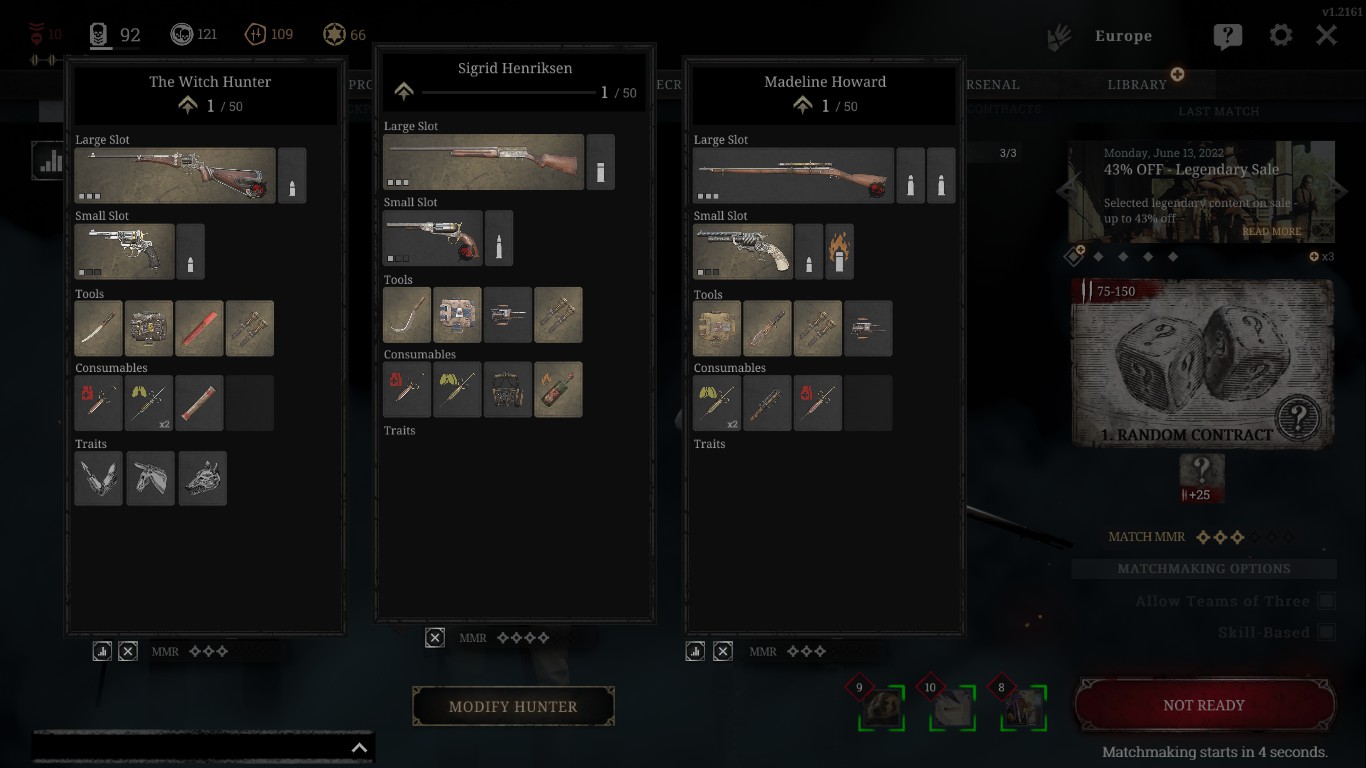 v1.2161
10
92
121
109
66
Europe
PRO
ECR
RSENAL
LIBRARY
CONTRACTS
LAST MATCH
The Witch Hunter
1 / 50
Large Slot
Small Slot
Tools
Consumables
x2
Traits
MMR
Sigrid Henriksen
1 / 50
Large Slot
Small Slot
Tools
Consumables
Traits
MMR
MODIFY HUNTER
Madeline Howard
1 / 50
Large Slot
Small Slot
Tools
Consumables
x2
Traits
MMR
3/3
Monday, June 13, 2022
43% OFF - Legendary Sale
Selected legendary content on sale -
up to 43% off
READ MORE
x3
75-150
1. RANDOM CONTRACT
+25
MATCH MMR
MATCHMAKING OPTIONS
Allow Teams of Three
Skill-Based
9
10
8
NOT READY
Matchmaking starts in 4 seconds.